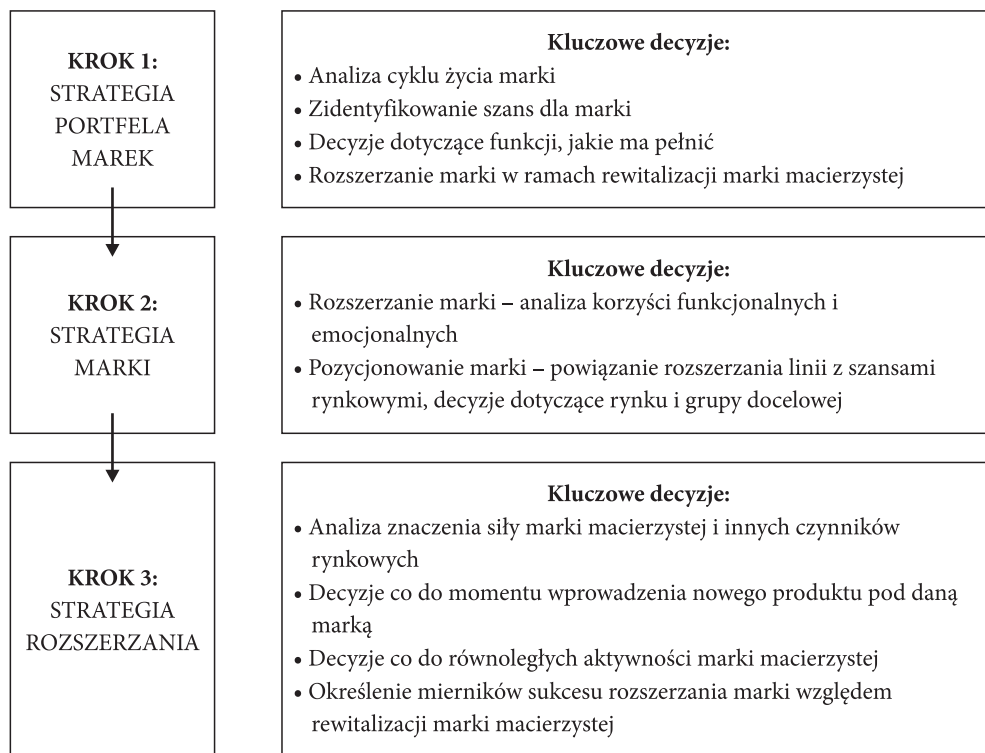 KROK 1:
STRATEGIA
PORTFELA
MAREK
Kluczowe decyzje:
• Analiza cyklu życia marki
• Zidentyfikowanie szans dla marki
• Decyzje dotyczące funkcji, jakie ma pełnić
• Rozszerzanie marki w ramach rewitalizacji marki macierzystej
KROK 2:
STRATEGIA
MARKI
Kluczowe decyzje:
• Rozszerzanie marki – analiza korzyści funkcjonalnych i
emocjonalnych
• Pozycjonowanie marki – powiązanie rozszerzania linii z szansami
rynkowymi, decyzje dotyczące rynku i grupy docelowej
KROK 3:
STRATEGIA
ROZSZERZANIA
Kluczowe decyzje:
• Analiza znaczenia siły marki macierzystej i innych czynników
rynkowych
• Decyzje co do momentu wprowadzenia nowego produktu pod daną
marką
• Decyzje co do równoległych aktywności marki macierzystej
• Określenie mierników sukcesu rozszerzania marki względem
rewitalizacji marki macierzystej